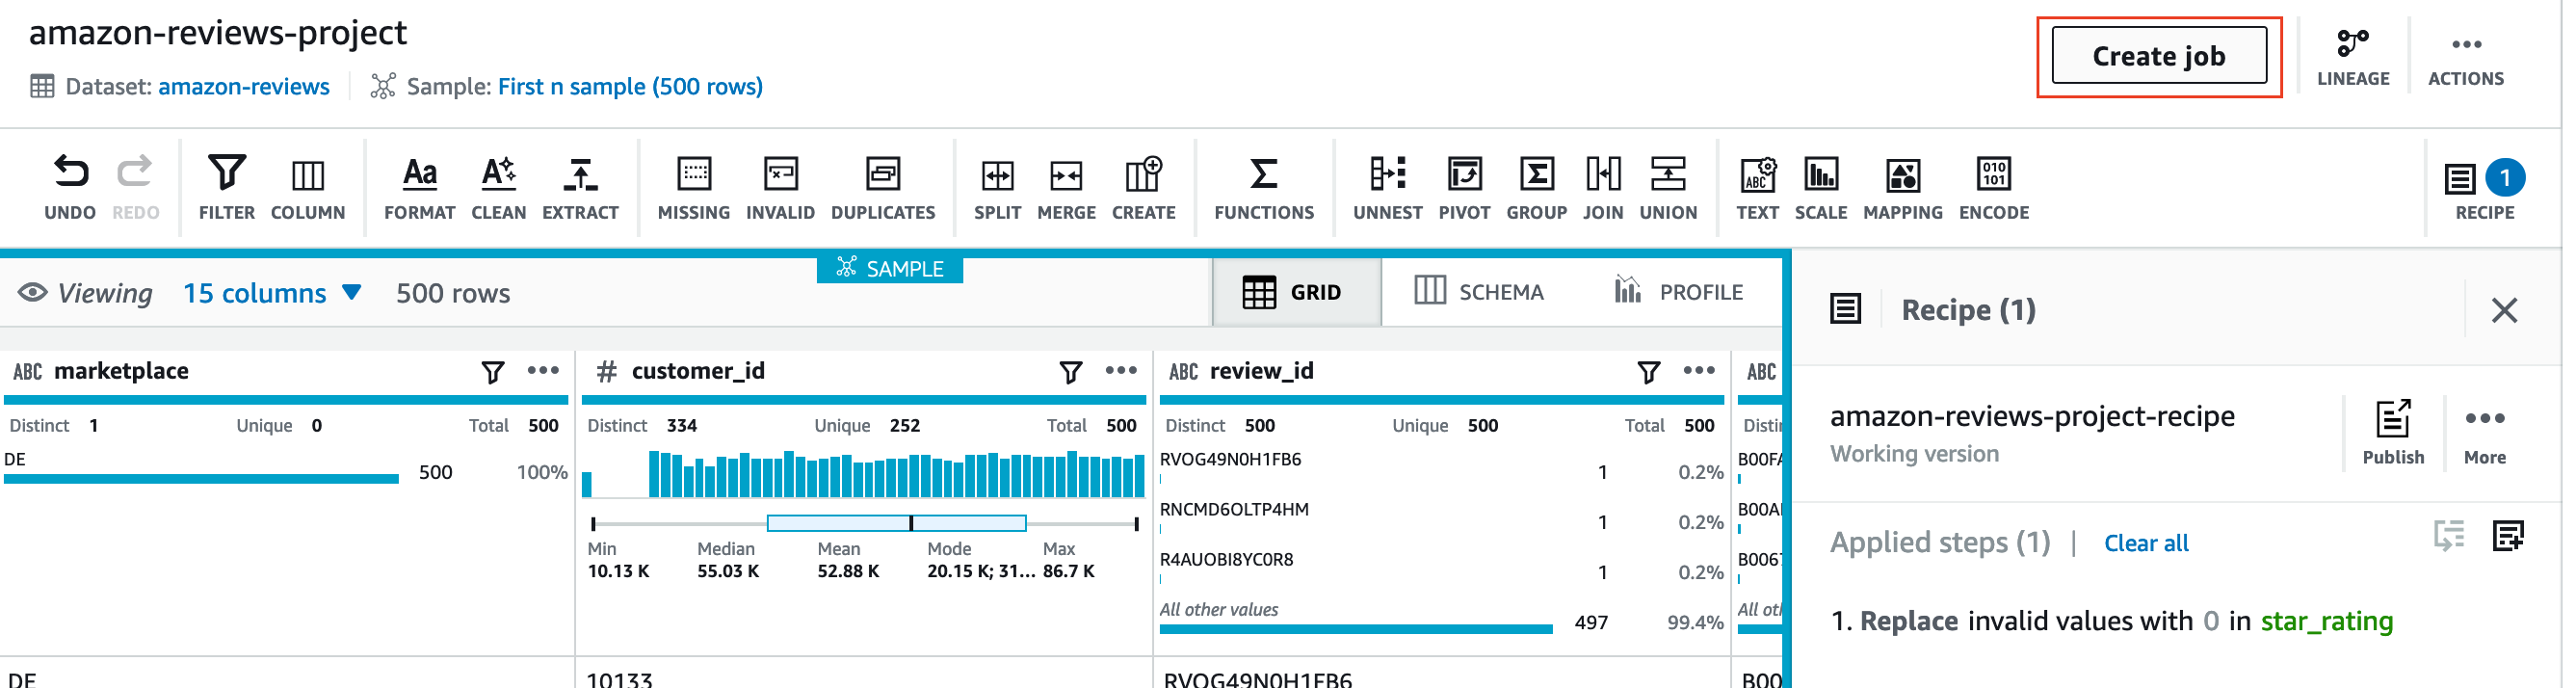 amazon-reviews-project
Dataset: amazon-reviews
Sample: First n sample (500 rows)
Create job
LINEAGE
ACTIONS
UNDO
REDO
FILTER
COLUMN
FORMAT
CLEAN
EXTRACT
MISSING
INVALID
DUPLICATES
SPLIT
MERGE
CREATE
FUNCTIONS
UNNEST
PIVOT
GROUP
JOIN
UNION
TEXT
SCALE
MAPPING
ENCODE
1
RECIPE
SAMPLE
Viewing 15 columns 500 rows
GRID
SCHEMA
PROFILE
ABC marketplace
Distinct 1 Unique 0 Total 500
DE
500 100%
# customer_id
Distinct 334 Unique 252 Total 500
Min Median Mean Mode Max
10.13 K 55.03 K 52.88 K 20.15 K; 31... 86.7 K
ABC review_id
Distinct 500 Unique 500 Total 500
RVOG49N0H1FB6
1 0.2%
RNCMD6OLTP4HM
1 0.2%
R4AUOBI8YC0R8
1 0.2%
All other values
497 99.4%
ABC
DE
10133
RVOG49N0H1FB6
B00
Recipe (1)
amazon-reviews-project-recipe
Working version
Publish
More
Applied steps (1) | Clear all
1. Replace invalid values with 0 in star_rating